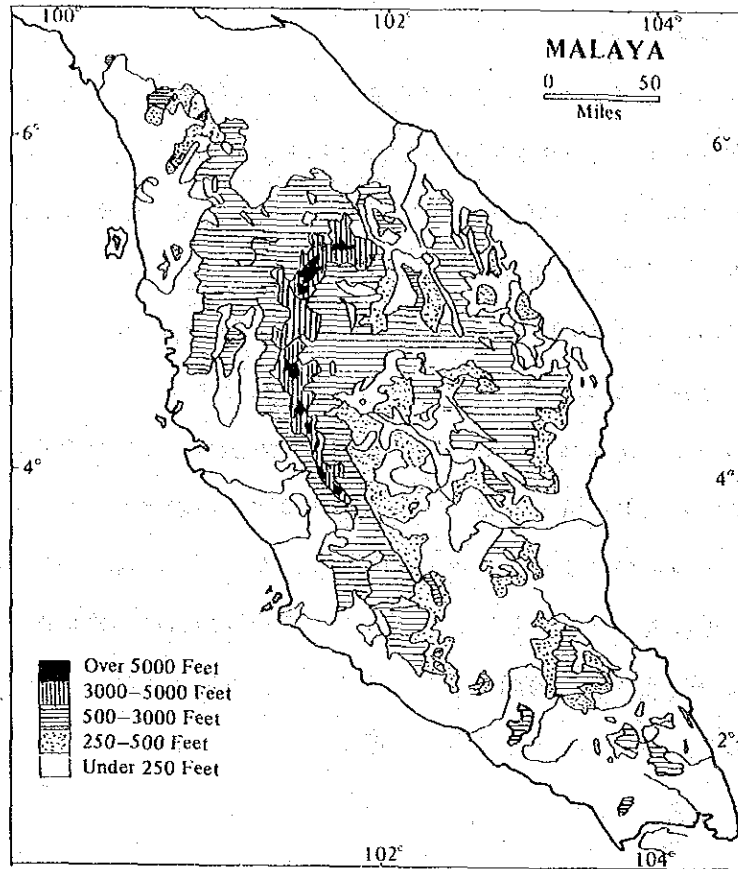 100° 102° 104°
MALAYA
0 50
Miles
6° 6°
4° 4°
Over 5000 Feet
3000–5000 Feet
500–3000 Feet
250–500 Feet
Under 250 Feet
2°
102° 104°